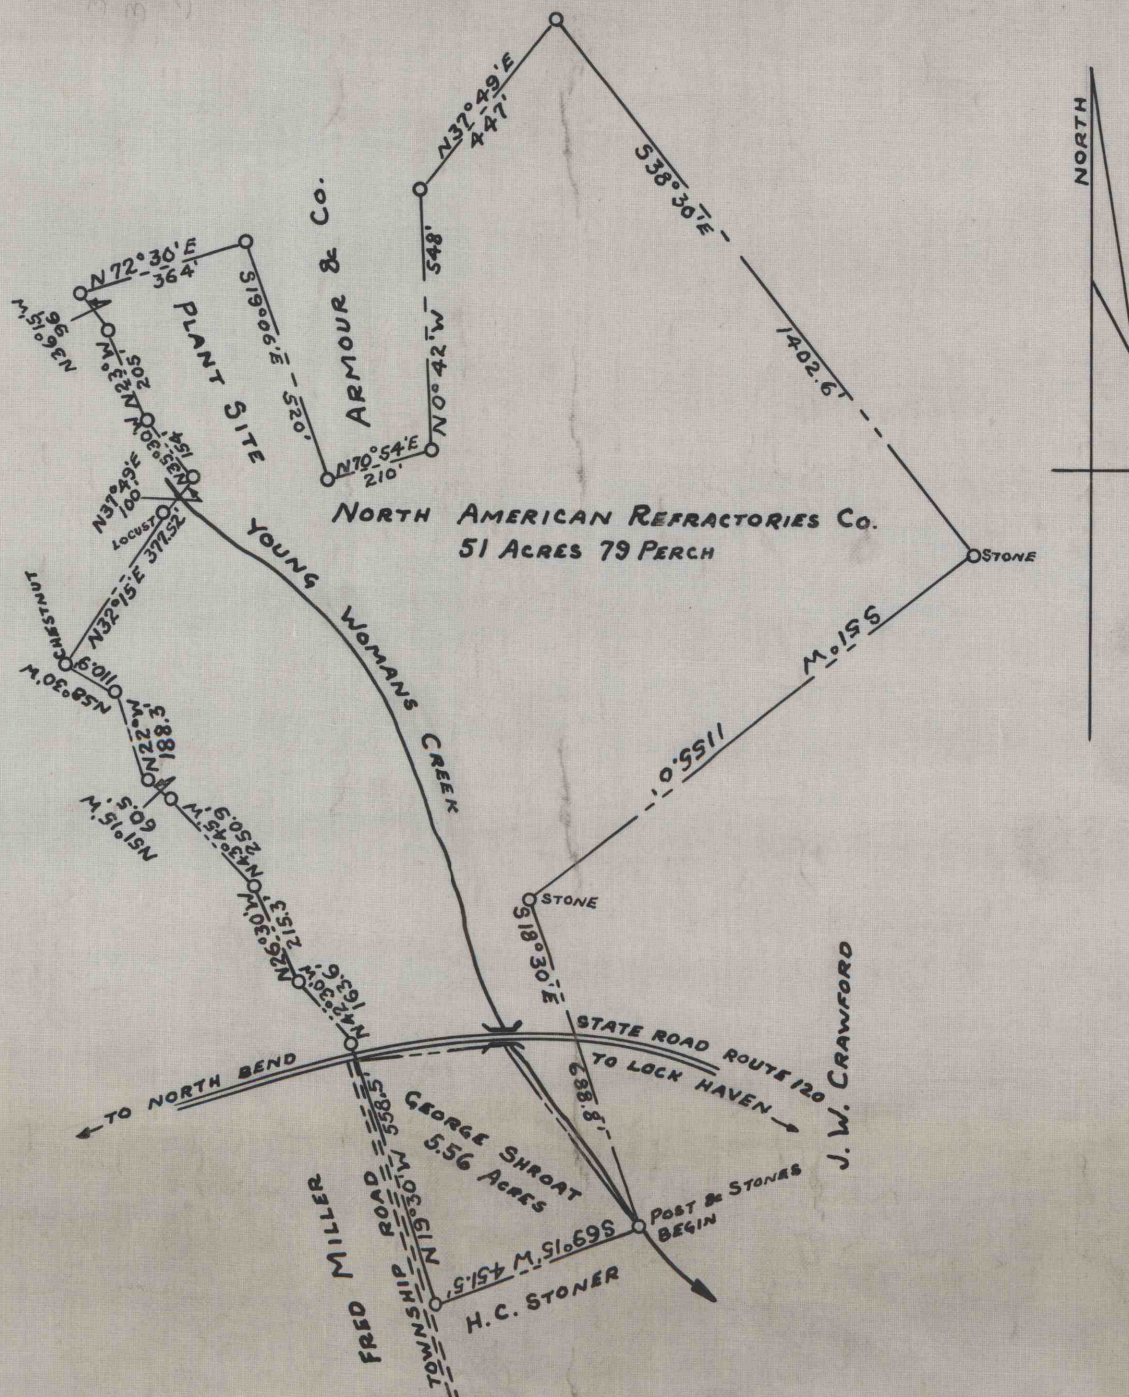 N37°49'E
447'
S38°30'E
1402.6'
NORTH
ARMOUR & CO.
N72°30'E
364'
N36°15'W
96'
PLANT SITE
S19°06'E - 520'
N0°42'W - 548'
N23°W
205'
N35°30'W
154'
N70°54'E
210'
N37°49'E
100'
LOCUST
NORTH AMERICAN REFRACTORIES CO.
51 ACRES 79 PERCH
STONE
YOUNG WOMANS CREEK
N32°15'E 377.52'
CHESTNUT
N58°30'W
110.9'
S51°W
1155.0'
N22°W
188.3'
N51°15'W
60.5'
N43°45'W
250.9'
N26°30'W
215.3'
STONE
S18°30'E
688.8'
N42°30'W
163.6'
STATE ROAD ROUTE 120
TO NORTH BEND
TO LOCK HAVEN
J. W. CRAWFORD
GEORGE SHROAT
5.56 ACRES
N19°30'W 558.5'
TOWNSHIP ROAD
FRED MILLER
POST & STONES
BEGIN
S69°15'W 451.5'
H.C. STONER